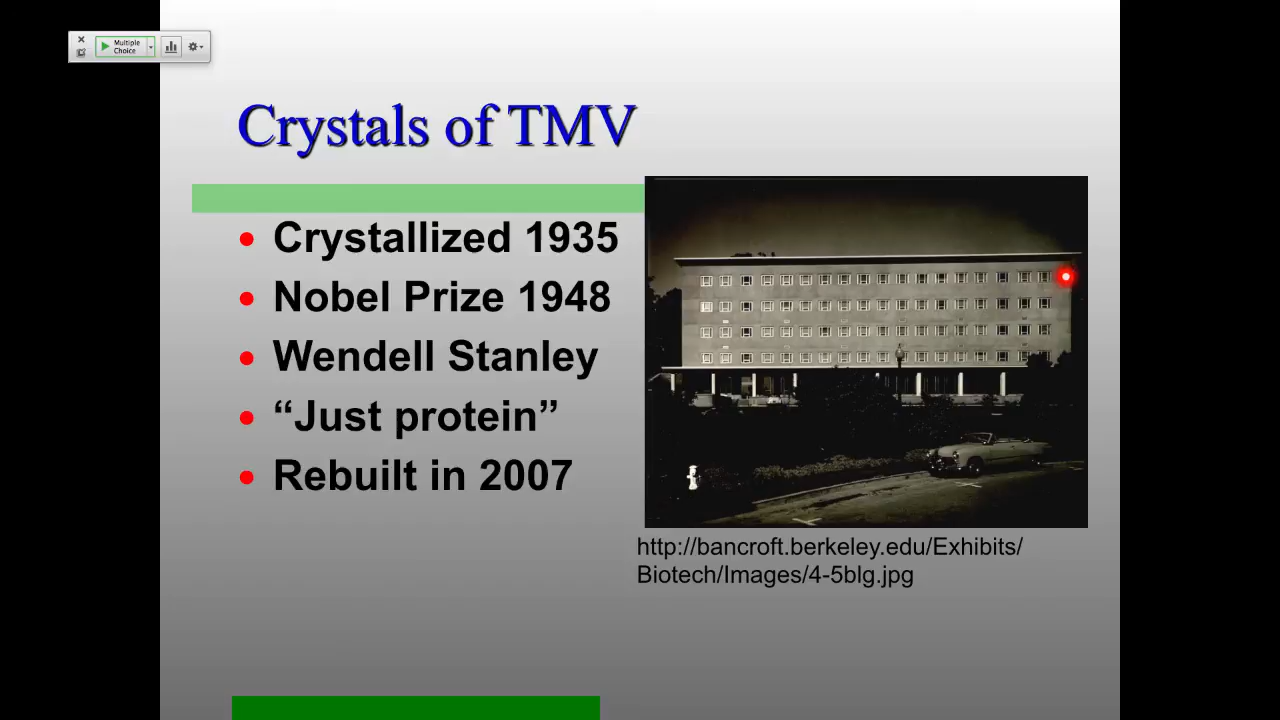 Multiple
Choice
Crystals of TMV
Crystallized 1935
Nobel Prize 1948
Wendell Stanley
“Just protein”
Rebuilt in 2007
http://bancroft.berkeley.edu/Exhibits/
Biotech/Images/4-5blg.jpg